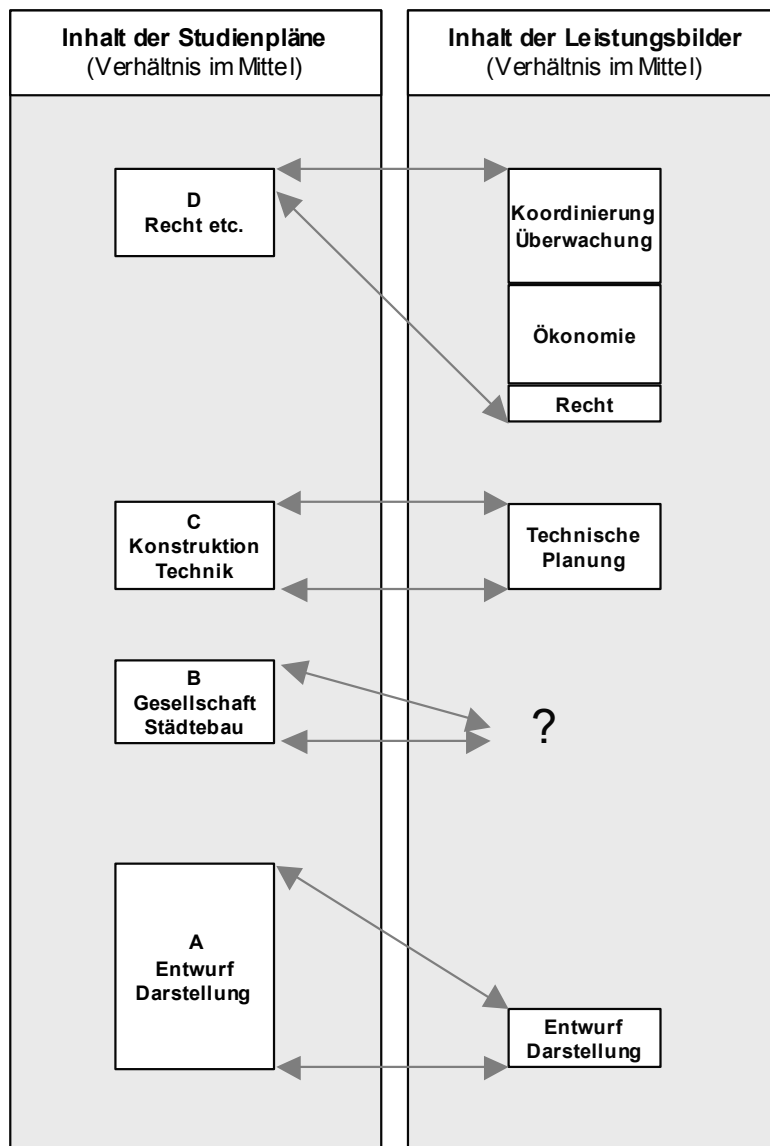 Inhalt der Studienpläne
(Verhältnis im Mittel)
Inhalt der Leistungsbilder
(Verhältnis im Mittel)
D
Recht etc.
Koordinierung
Überwachung
Ökonomie
Recht
C
Konstruktion
Technik
Technische
Planung
B
Gesellschaft
Städtebau
?
A
Entwurf
Darstellung
Entwurf
Darstellung